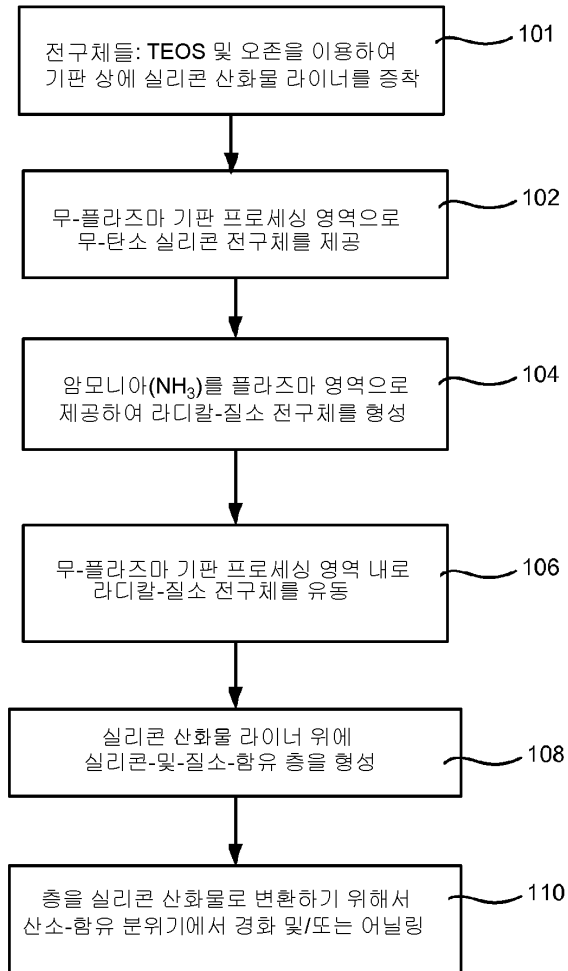 전구체들: TEOS 및 오존을 이용하여
기판 상에 실리콘 산화물 라이너를 증착
101
무-플라즈마 기판 프로세싱 영역으로
무-탄소 실리콘 전구체를 제공
102
암모니아(NH₃)를 플라즈마 영역으로
제공하여 라디칼-질소 전구체를 형성
104
무-플라즈마 기판 프로세싱 영역 내로
라디칼-질소 전구체를 유동
106
실리콘 산화물 라이너 위에
실리콘-및-질소-함유 층을 형성
108
층을 실리콘 산화물로 변환하기 위해서
산소-함유 분위기에서 경화 및/또는 어닐링
110